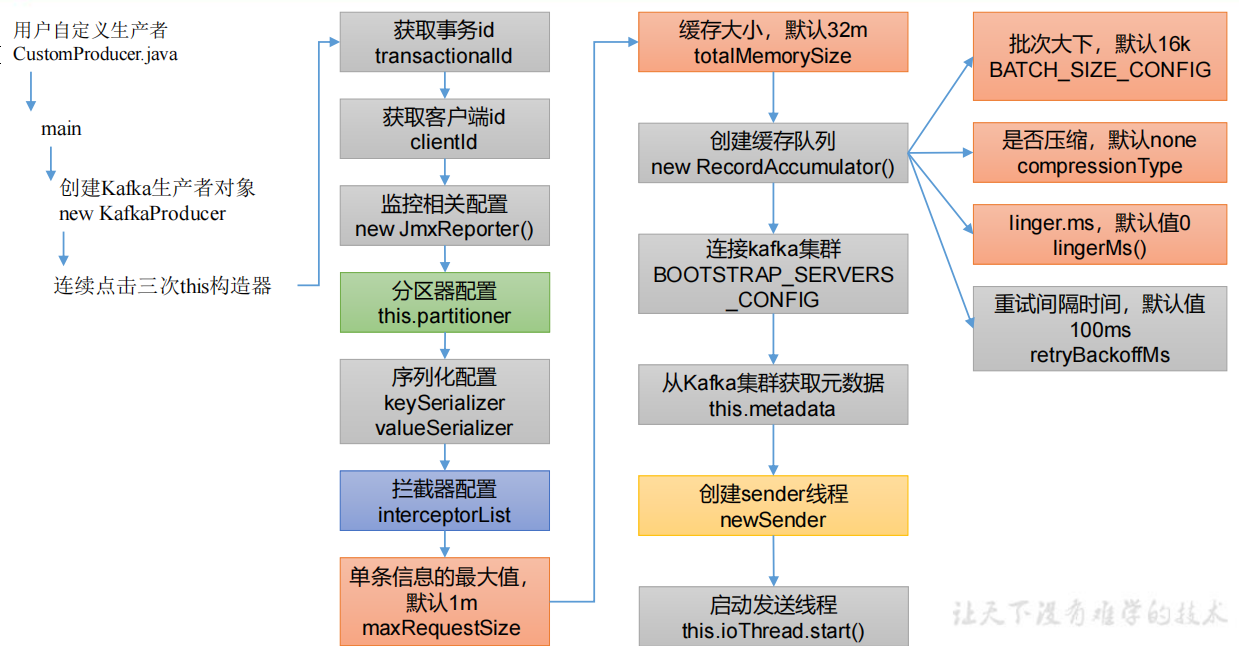 用户自定义生产者
CustomProducer.java
main
创建Kafka生产者对象
new KafkaProducer
连续点击三次this构造器
获取事务id
transactionalId
获取客户端id
clientId
监控相关配置
new JmxReporter()
分区器配置
this.partitioner
序列化配置
keySerializer
valueSerializer
拦截器配置
interceptorList
单条信息的最大值，
默认1m
maxRequestSize
缓存大小，默认32m
totalMemorySize
创建缓存队列
new RecordAccumulator()
连接kafka集群
BOOTSTRAP_SERVERS
_CONFIG
从Kafka集群获取元数据
this.metadata
创建sender线程
newSender
启动发送线程
this.ioThread.start()
批次大下，默认16k
BATCH_SIZE_CONFIG
是否压缩，默认none
compressionType
linger.ms，默认值0
lingerMs()
重试间隔时间，默认值
100ms
retryBackoffMs
让天下没有难学的技术